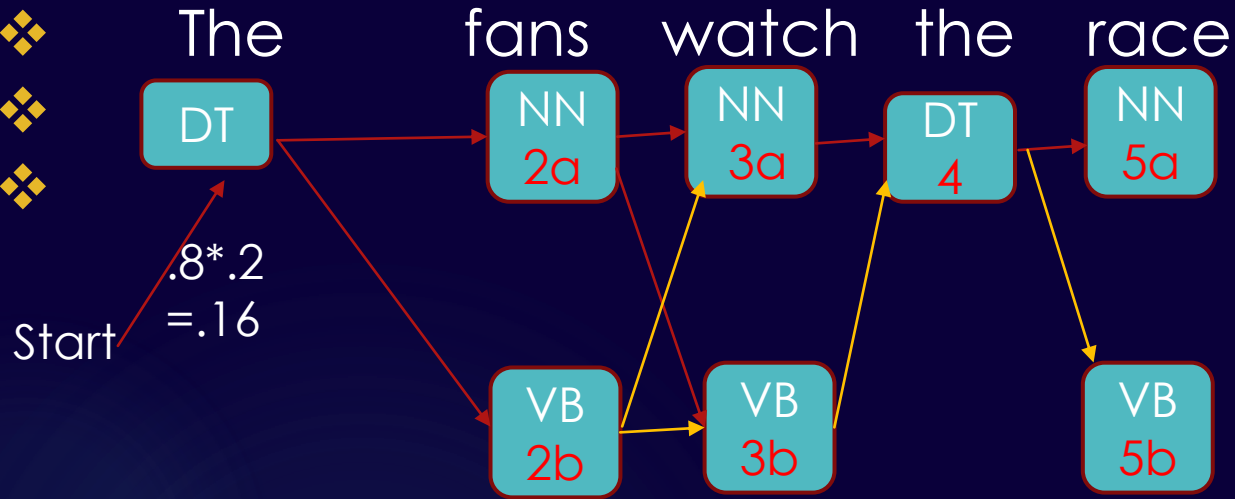 The fans watch the race
DT
NN
2a
NN
3a
DT
4
NN
5a
.8*.2
=.16
Start
VB
2b
VB
3b
VB
5b